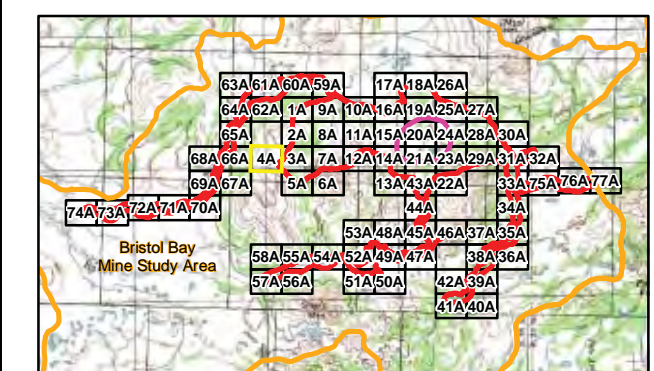 63A 61A 60A 59A 17A 18A 26A
64A 62A 1A 9A 10A 16A 19A 25A 27A
65A 2A 8A 11A 15A 20A 24A 28A 30A
68A 66A 4A 3A 7A 12A 14A 21A 23A 29A 31A 32A
69A 67A 5A 6A 13A 43A 22A 33A 75A 76A 77A
74A 73A 72A 71A 70A 44A 34A
53A 48A 45A 46A 37A 35A
Bristol Bay
Mine Study Area
58A 55A 54A 52A 49A 47A 38A 36A
57A 56A 51A 50A 42A 39A
41A 40A